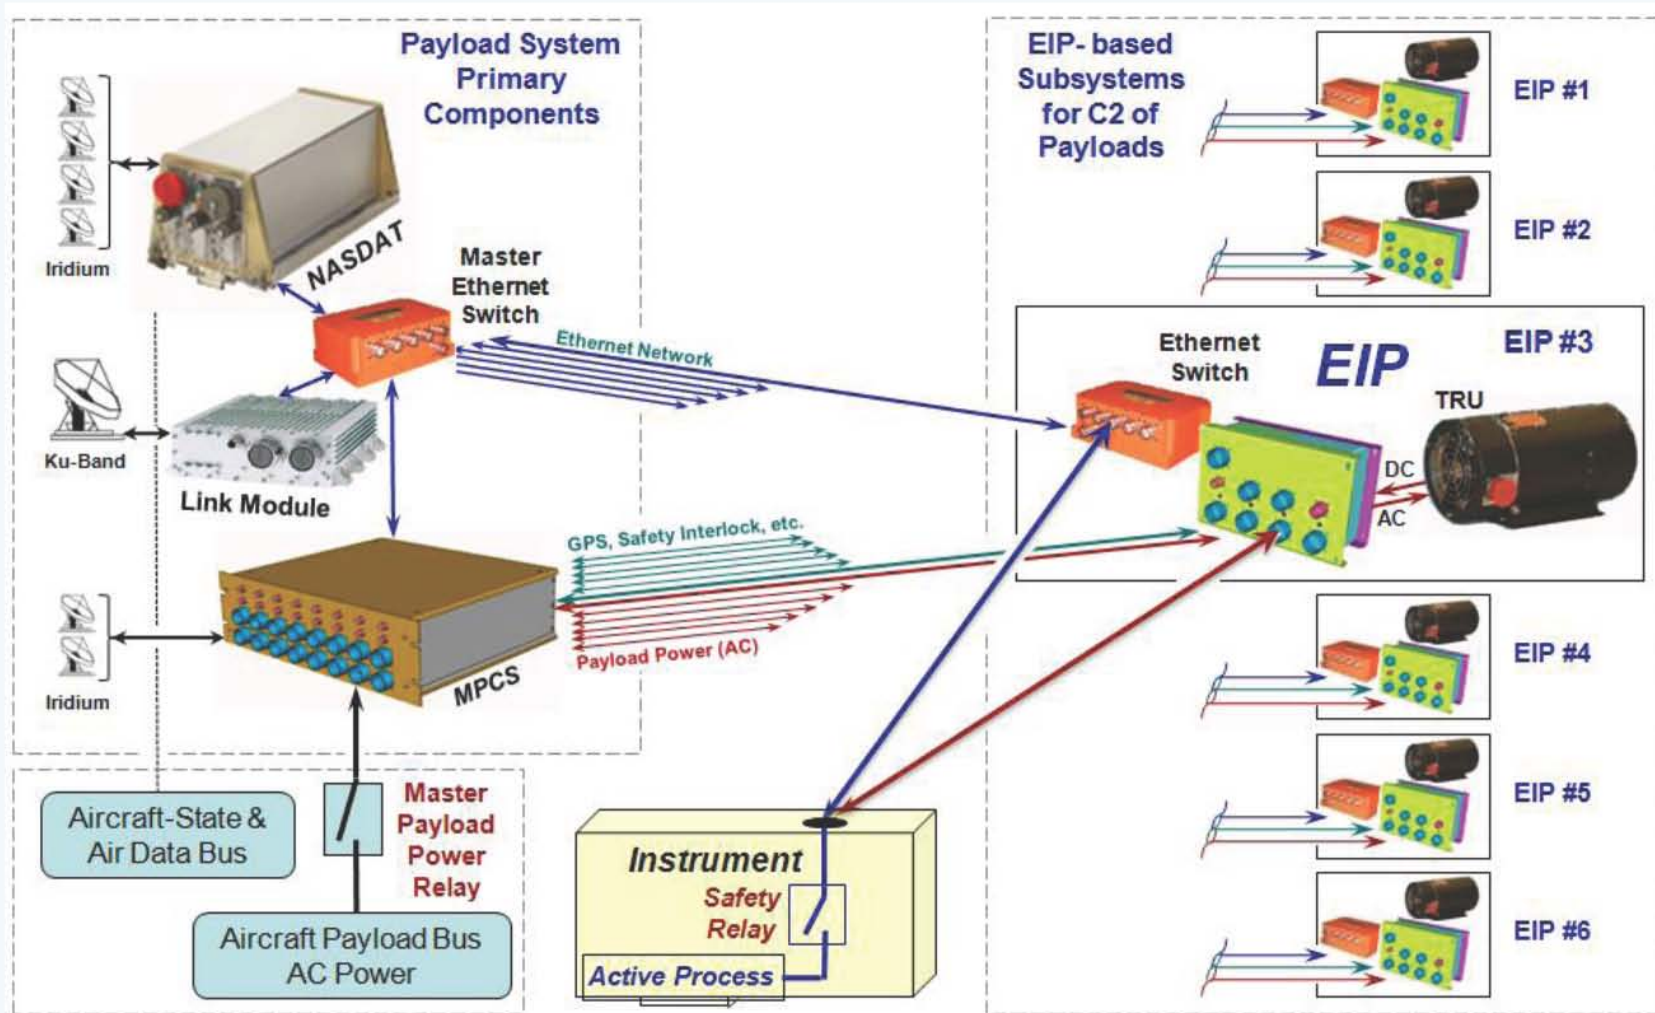 Payload System
Primary
Components
Iridium
NASDAT
Master
Ethernet
Switch
Ethernet Network
Ku-Band
Link Module
GPS, Safety Interlock, etc.
Payload Power (AC)
Iridium
MPCS
Aircraft-State &
Air Data Bus
Master
Payload
Power
Relay
Aircraft Payload Bus
AC Power
Instrument
Safety
Relay
Active Process
EIP- based
Subsystems
for C2 of
Payloads
EIP #1
EIP #2
EIP #3
Ethernet
Switch
EIP
TRU
DC
AC
EIP #4
EIP #5
EIP #6